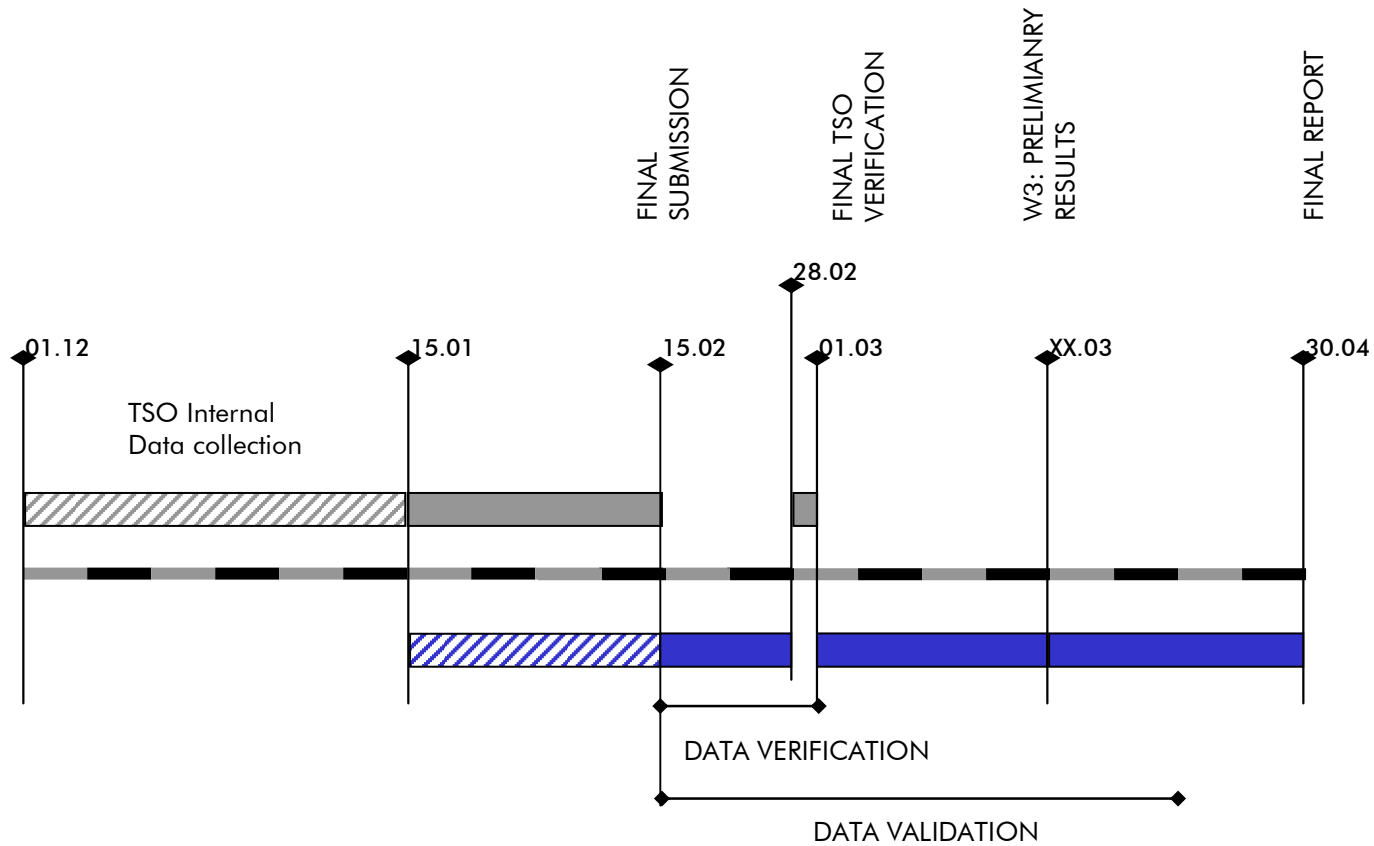 FINAL
SUBMISSION
FINAL TSO
VERIFICATION
W3: PRELIMIANRY
RESULTS
FINAL REPORT
28.02
01.12
15.01
15.02
01.03
XX.03
30.04
TSO Internal
Data collection
DATA VERIFICATION
DATA VALIDATION